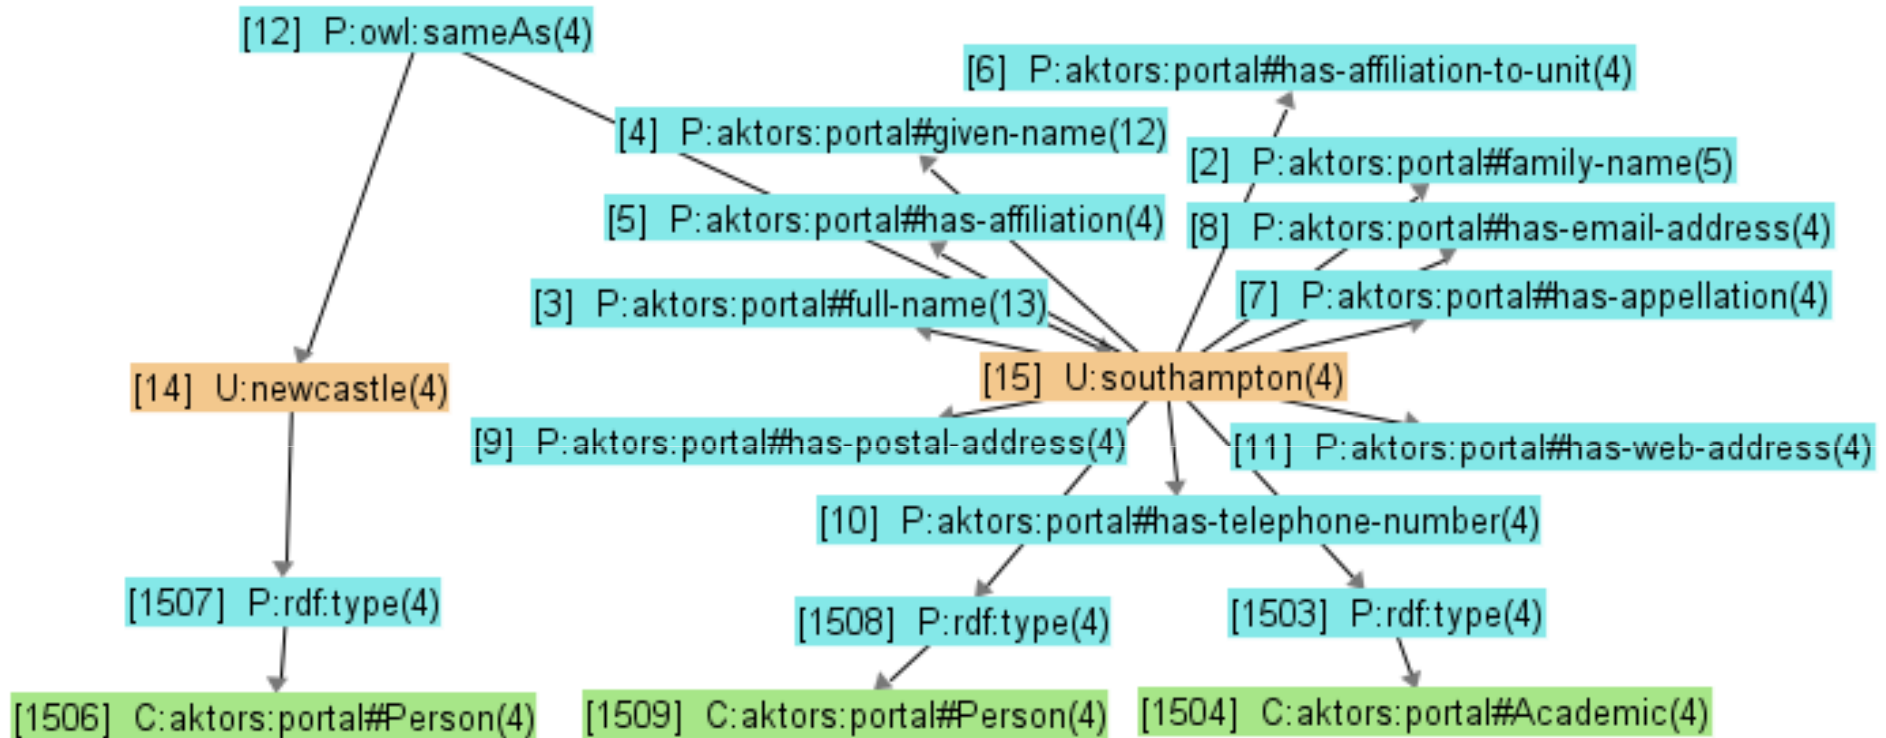 [12] P:owl:sameAs(4)
[6] P:aktors:portal#has-affiliation-to-unit(4)
[4] P:aktors:portal#given-name(12)
[2] P:aktors:portal#family-name(5)
[5] P:aktors:portal#has-affiliation(4)
[8] P:aktors:portal#has-email-address(4)
[3] P:aktors:portal#full-name(13)
[7] P:aktors:portal#has-appellation(4)
[14] U:newcastle(4)
[15] U:southampton(4)
[9] P:aktors:portal#has-postal-address(4)
[11] P:aktors:portal#has-web-address(4)
[10] P:aktors:portal#has-telephone-number(4)
[1507] P:rdf:type(4)
[1508] P:rdf:type(4)
[1503] P:rdf:type(4)
[1506] C:aktors:portal#Person(4)
[1509] C:aktors:portal#Person(4)
[1504] C:aktors:portal#Academic(4)